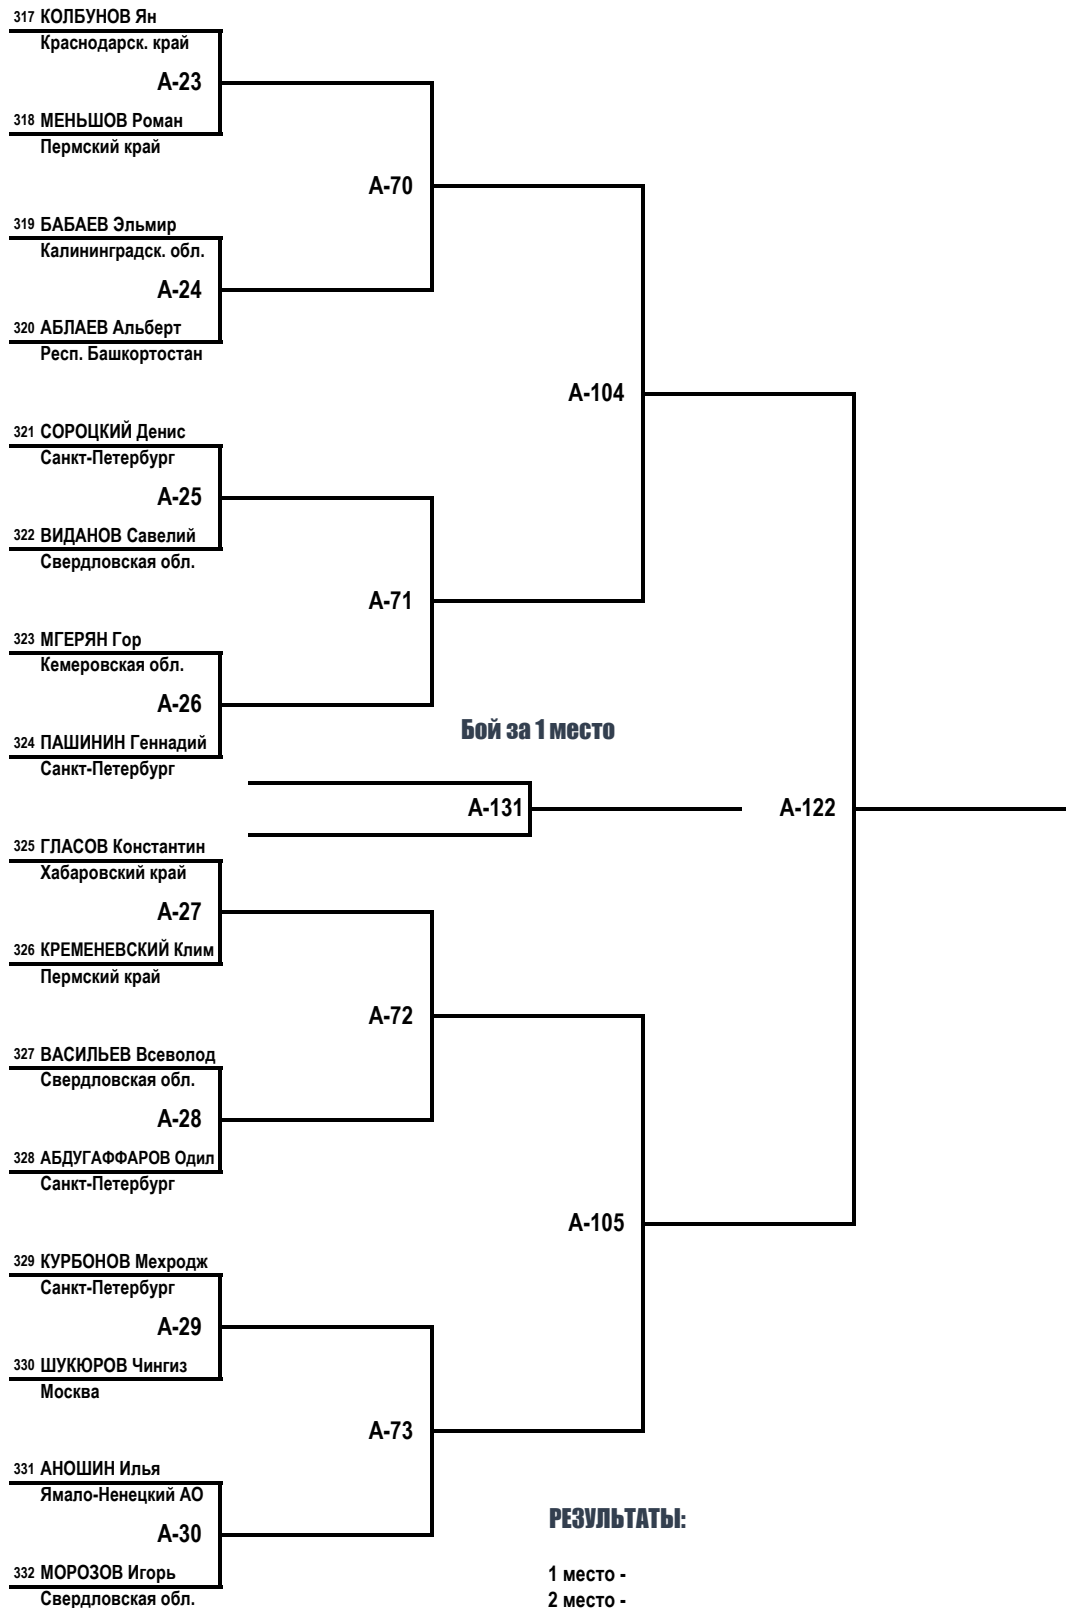 317 КОЛБУНОВ Ян
Краснодарск. край
А-23
318 МЕНЬШОВ Роман
Пермский край
А-70
319 БАБАЕВ Эльмир
Калининградск. обл.
А-24
320 АБЛАЕВ Альберт
Респ. Башкортостан
А-104
321 СОРОЦКИЙ Денис
Санкт-Петербург
А-25
322 ВИДАНОВ Савелий
Свердловская обл.
А-71
323 МГЕРЯН Гор
Кемеровская обл.
А-26
Бой за 1 место
324 ПАШИНИН Геннадий
Санкт-Петербург
А-131
А-122
325 ГЛАСОВ Константин
Хабаровский край
А-27
326 КРЕМЕНЕВСКИЙ Клим
Пермский край
А-72
327 ВАСИЛЬЕВ Всеволод
Свердловская обл.
А-28
328 АБДУГАФФАРОВ Одил
Санкт-Петербург
А-105
329 КУРБОНОВ Мехродж
Санкт-Петербург
А-29
330 ШУКЮРОВ Чингиз
Москва
А-73
331 АНОШИН Илья
Ямало-Ненецкий АО
РЕЗУЛЬТАТЫ:
А-30
332 МОРОЗОВ Игорь
1 место -
Свердловская обл.
2 место -